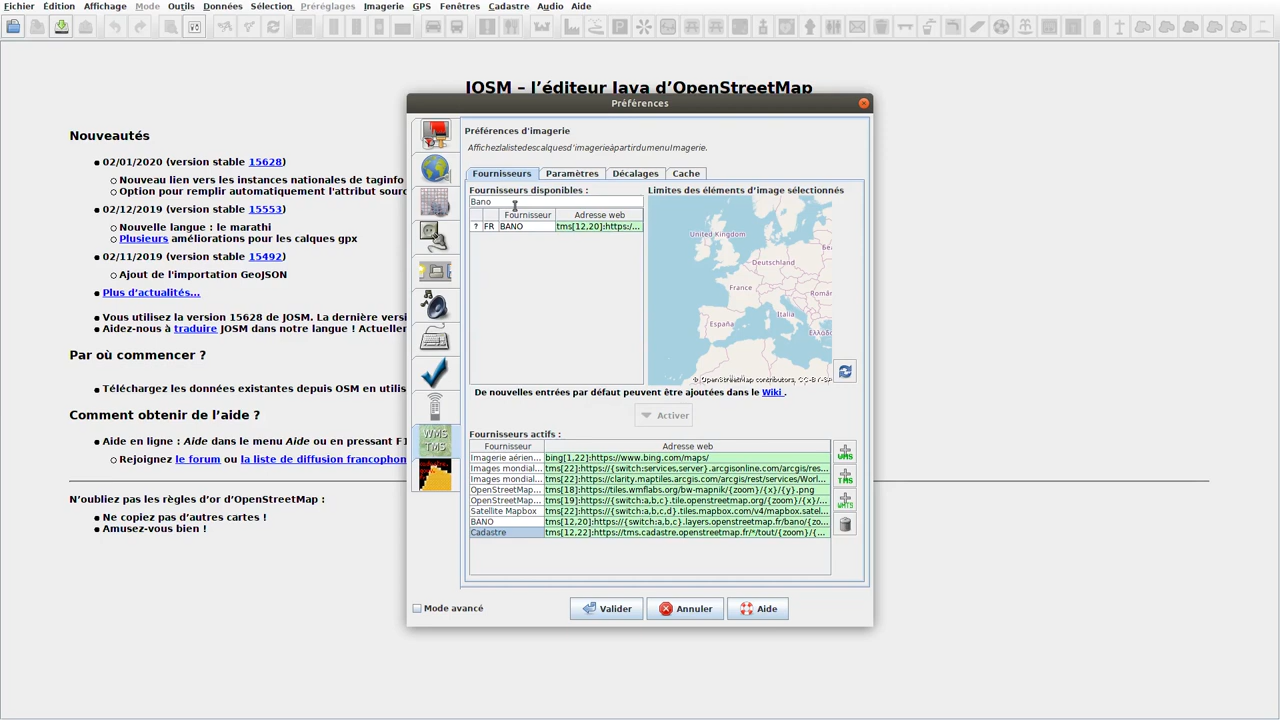 Fichier Édition Affichage Mode Outils Données Sélection Préréglages Imagerie GPS Fenêtres Cadastre Audio Aide
JOSM – l’éditeur Java d’OpenStreetMap
Nouveautés
02/01/2020 (version stable 15628)
Nouveau lien vers les instances nationales de taginfo
Option pour remplir automatiquement l'attribut sourc
02/12/2019 (version stable 15553)
Nouvelle langue : le marathi
Plusieurs améliorations pour les calques gpx
02/11/2019 (version stable 15492)
Ajout de l'importation GeoJSON
Plus d’actualités...
Vous utilisez la version 15628 de JOSM. La dernière versi
Aidez-nous à traduire JOSM dans notre langue ! Actueller
Par où commencer ?
Téléchargez les données existantes depuis OSM en utilis
Comment obtenir de l’aide ?
Aide en ligne : Aide dans le menu Aide ou en pressant F1
Rejoignez le forum ou la liste de diffusion francophon
N’oubliez pas les règles d’or d’OpenStreetMap :
Ne copiez pas d’autres cartes !
Amusez-vous bien !
Préférences
Préférences d'imagerie
Affichezlalistedescalquesd’imagerieàpartirdumenuImagerie.
Fournisseurs Paramètres Décalages Cache
Fournisseurs disponibles :
Bano
Fournisseur Adresse web
? FR BANO tms[12,20]:https:/...
Limites des éléments d’image sélectionnés
United Kingdom
Deutschland
France
Italia
España
© OpenStreetMap contributors, CC-BY-SA
De nouvelles entrées par défaut peuvent être ajoutées dans le Wiki .
Activer
Fournisseurs actifs :
Fournisseur Adresse web
Imagerie aérien... bing[1,22]:https://www.bing.com/maps/
Images mondial... tms[22]:https://{switch:services,server}.arcgisonline.com/arcgis/res...
Images mondial... tms[22]:https://clarity.maptiles.arcgis.com/arcgis/rest/services/Worl...
OpenStreetMap... tms[18]:https://tiles.wmflabs.org/bw-mapnik/{zoom}/{x}/{y}.png
OpenStreetMap... tms[19]:https://{switch:a,b,c}.tile.openstreetmap.org/{zoom}/{x}/...
Satellite Mapbox tms[22]:https://{switch:a,b,c,d}.tiles.mapbox.com/v4/mapbox.satel...
BANO tms[12,20]:https://{switch:a,b,c}.layers.openstreetmap.fr/bano/{zo...
Cadastre tms[12,22]:https://tms.cadastre.openstreetmap.fr/*/tout/{zoom}/{...
WMS
TMS
WMTS
WMS
TMS
Mode avancé
Valider Annuler Aide